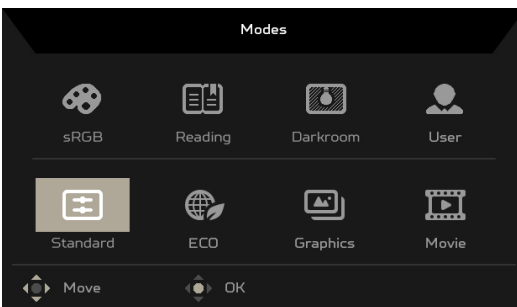 Modes
sRGB Reading Darkroom User
Standard ECO Graphics Movie
Move OK